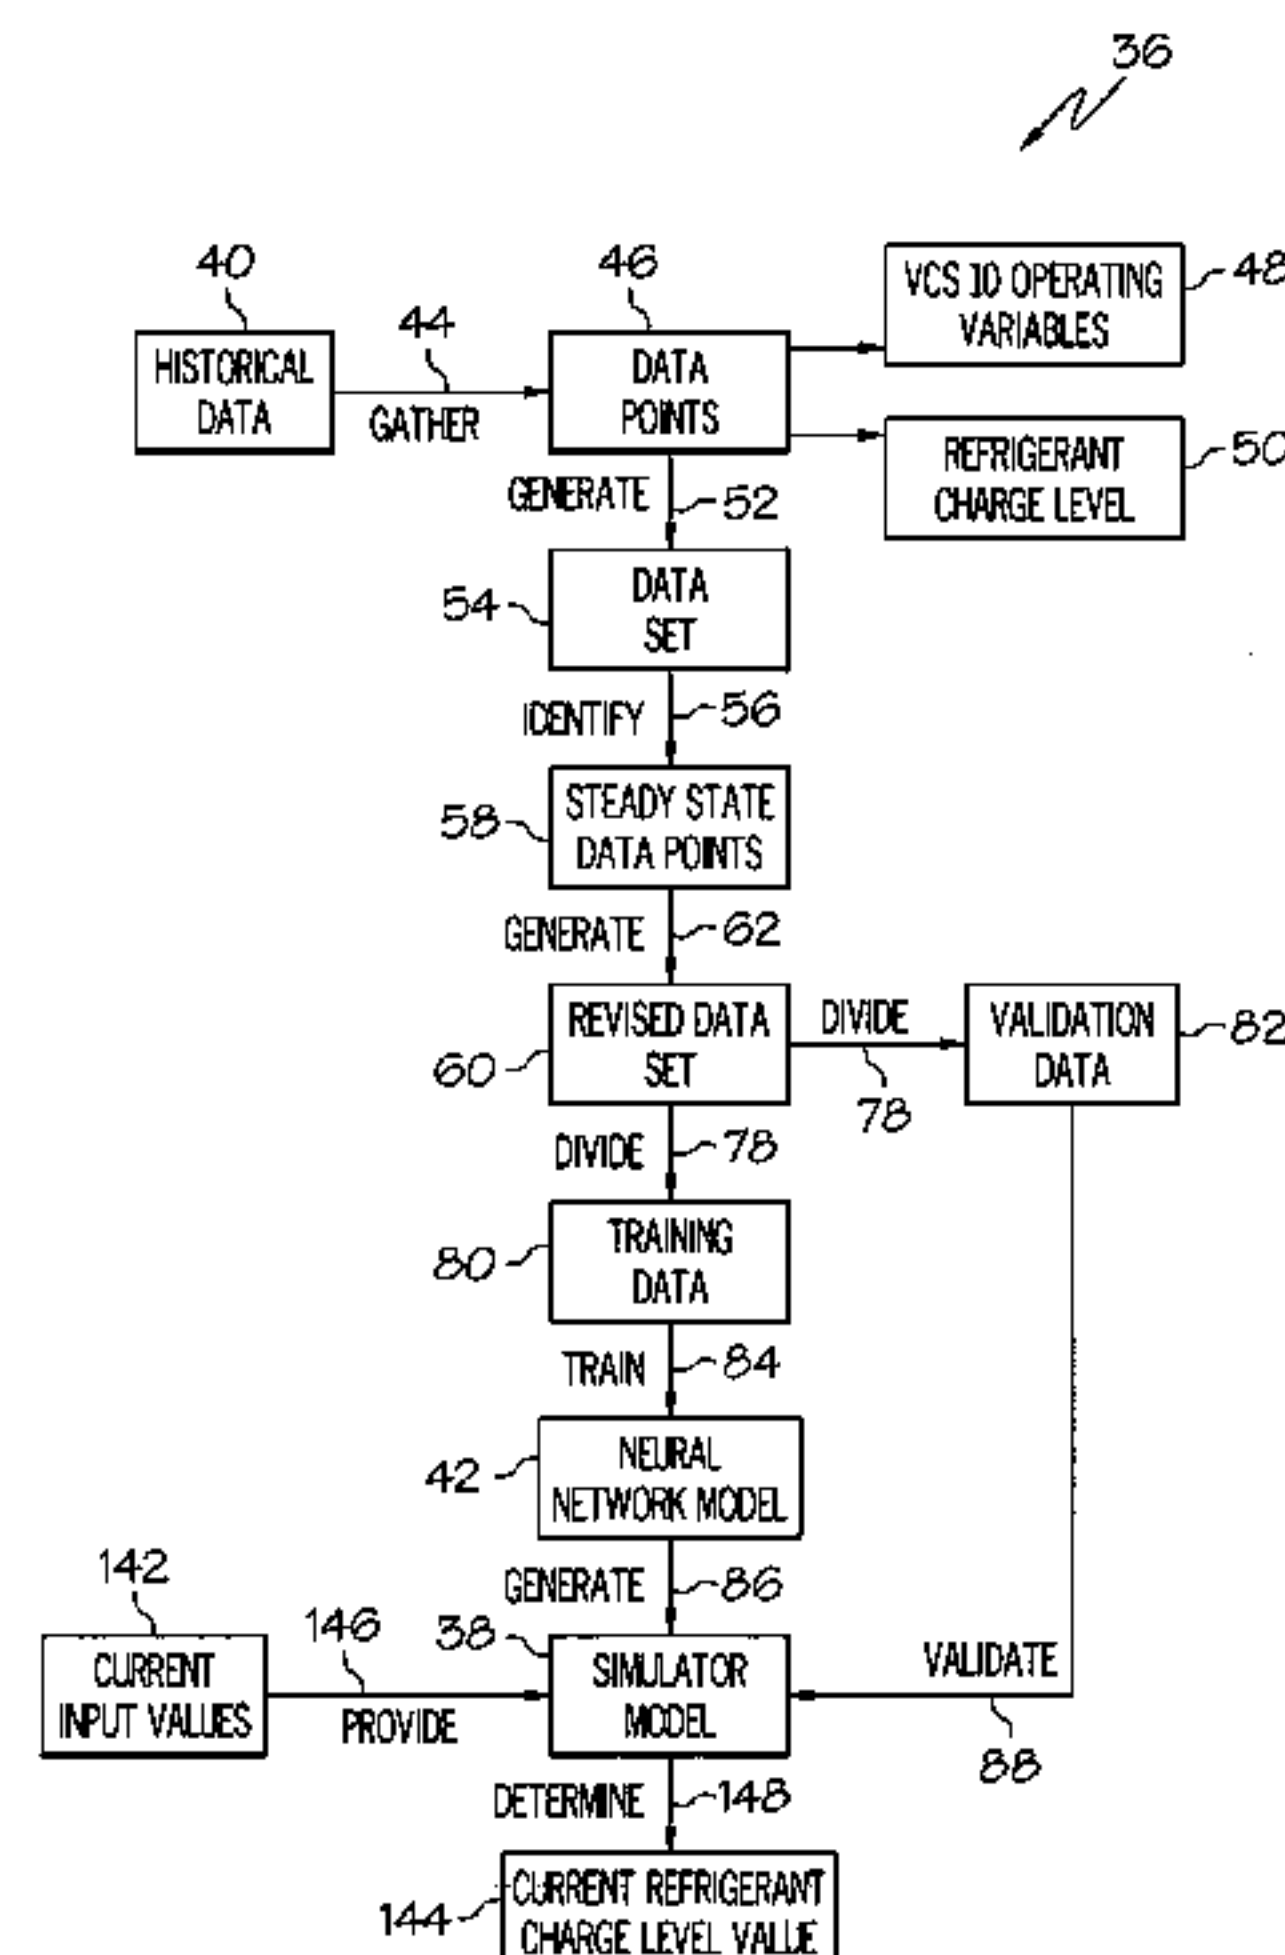 36
40
HISTORICAL
DATA
44
GATHER
46
DATA
POINTS
VCS 10 OPERATING
VARIABLES
48
REFRIGERANT
CHARGE LEVEL
50
GENERATE
52
54
DATA
SET
IDENTIFY
56
58
STEADY STATE
DATA POINTS
GENERATE
62
60
REVISED DATA
SET
DIVIDE
78
VALIDATION
DATA
82
DIVIDE
78
80
TRAINING
DATA
TRAIN
84
42
NEURAL
NETWORK MODEL
GENERATE
86
142
CURRENT
INPUT VALUES
146
PROVIDE
38
SIMULATOR
MODEL
VALIDATE
88
DETERMINE
148
144
CURRENT REFRIGERANT
CHARGE LEVEL VALUE